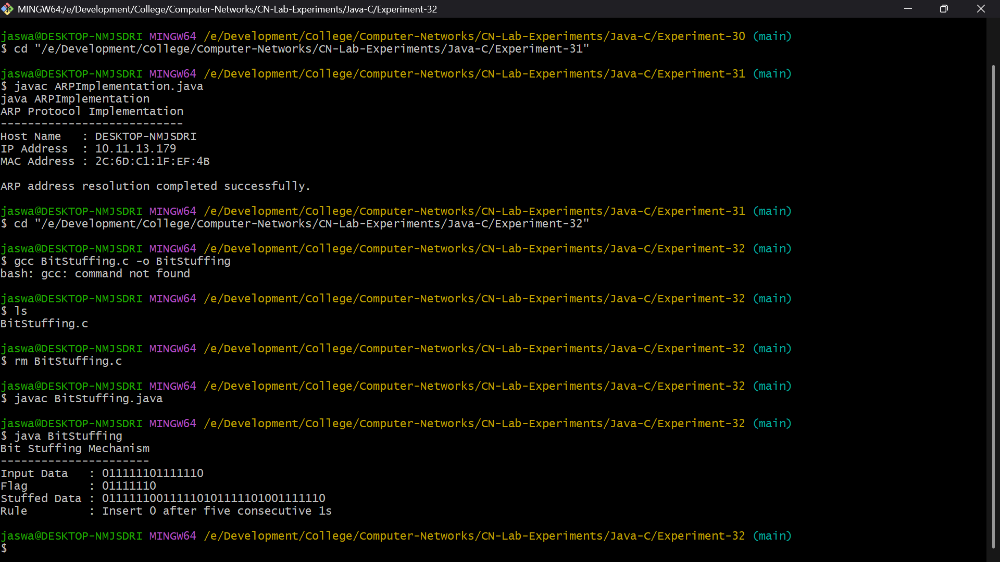 MINGW64:/e/Development/College/Computer-Networks/CN-Lab-Experiments/Java-C/Experiment-32
jaswa@DESKTOP-NMJSDRI MINGW64 /e/Development/College/Computer-Networks/CN-Lab-Experiments/Java-C/Experiment-30 (main)
$ cd "/e/Development/College/Computer-Networks/CN-Lab-Experiments/Java-C/Experiment-31"
jaswa@DESKTOP-NMJSDRI MINGW64 /e/Development/College/Computer-Networks/CN-Lab-Experiments/Java-C/Experiment-31 (main)
$ javac ARPImplementation.java
java ARPImplementation
ARP Protocol Implementation
---------------------------
Host Name   : DESKTOP-NMJSDRI
IP Address  : 10.11.13.179
MAC Address : 2C:6D:C1:1F:EF:4B
ARP address resolution completed successfully.
jaswa@DESKTOP-NMJSDRI MINGW64 /e/Development/College/Computer-Networks/CN-Lab-Experiments/Java-C/Experiment-31 (main)
$ cd "/e/Development/College/Computer-Networks/CN-Lab-Experiments/Java-C/Experiment-32"
jaswa@DESKTOP-NMJSDRI MINGW64 /e/Development/College/Computer-Networks/CN-Lab-Experiments/Java-C/Experiment-32 (main)
$ gcc BitStuffing.c -o BitStuffing
bash: gcc: command not found
jaswa@DESKTOP-NMJSDRI MINGW64 /e/Development/College/Computer-Networks/CN-Lab-Experiments/Java-C/Experiment-32 (main)
$ ls
BitStuffing.c
jaswa@DESKTOP-NMJSDRI MINGW64 /e/Development/College/Computer-Networks/CN-Lab-Experiments/Java-C/Experiment-32 (main)
$ rm BitStuffing.c
jaswa@DESKTOP-NMJSDRI MINGW64 /e/Development/College/Computer-Networks/CN-Lab-Experiments/Java-C/Experiment-32 (main)
$ javac BitStuffing.java
jaswa@DESKTOP-NMJSDRI MINGW64 /e/Development/College/Computer-Networks/CN-Lab-Experiments/Java-C/Experiment-32 (main)
$ java BitStuffing
Bit Stuffing Mechanism
----------------------
Input Data   : 011111101111110
Flag         : 01111110
Stuffed Data : 011111100111110101111101001111110
Rule         : Insert 0 after five consecutive 1s
jaswa@DESKTOP-NMJSDRI MINGW64 /e/Development/College/Computer-Networks/CN-Lab-Experiments/Java-C/Experiment-32 (main)
$